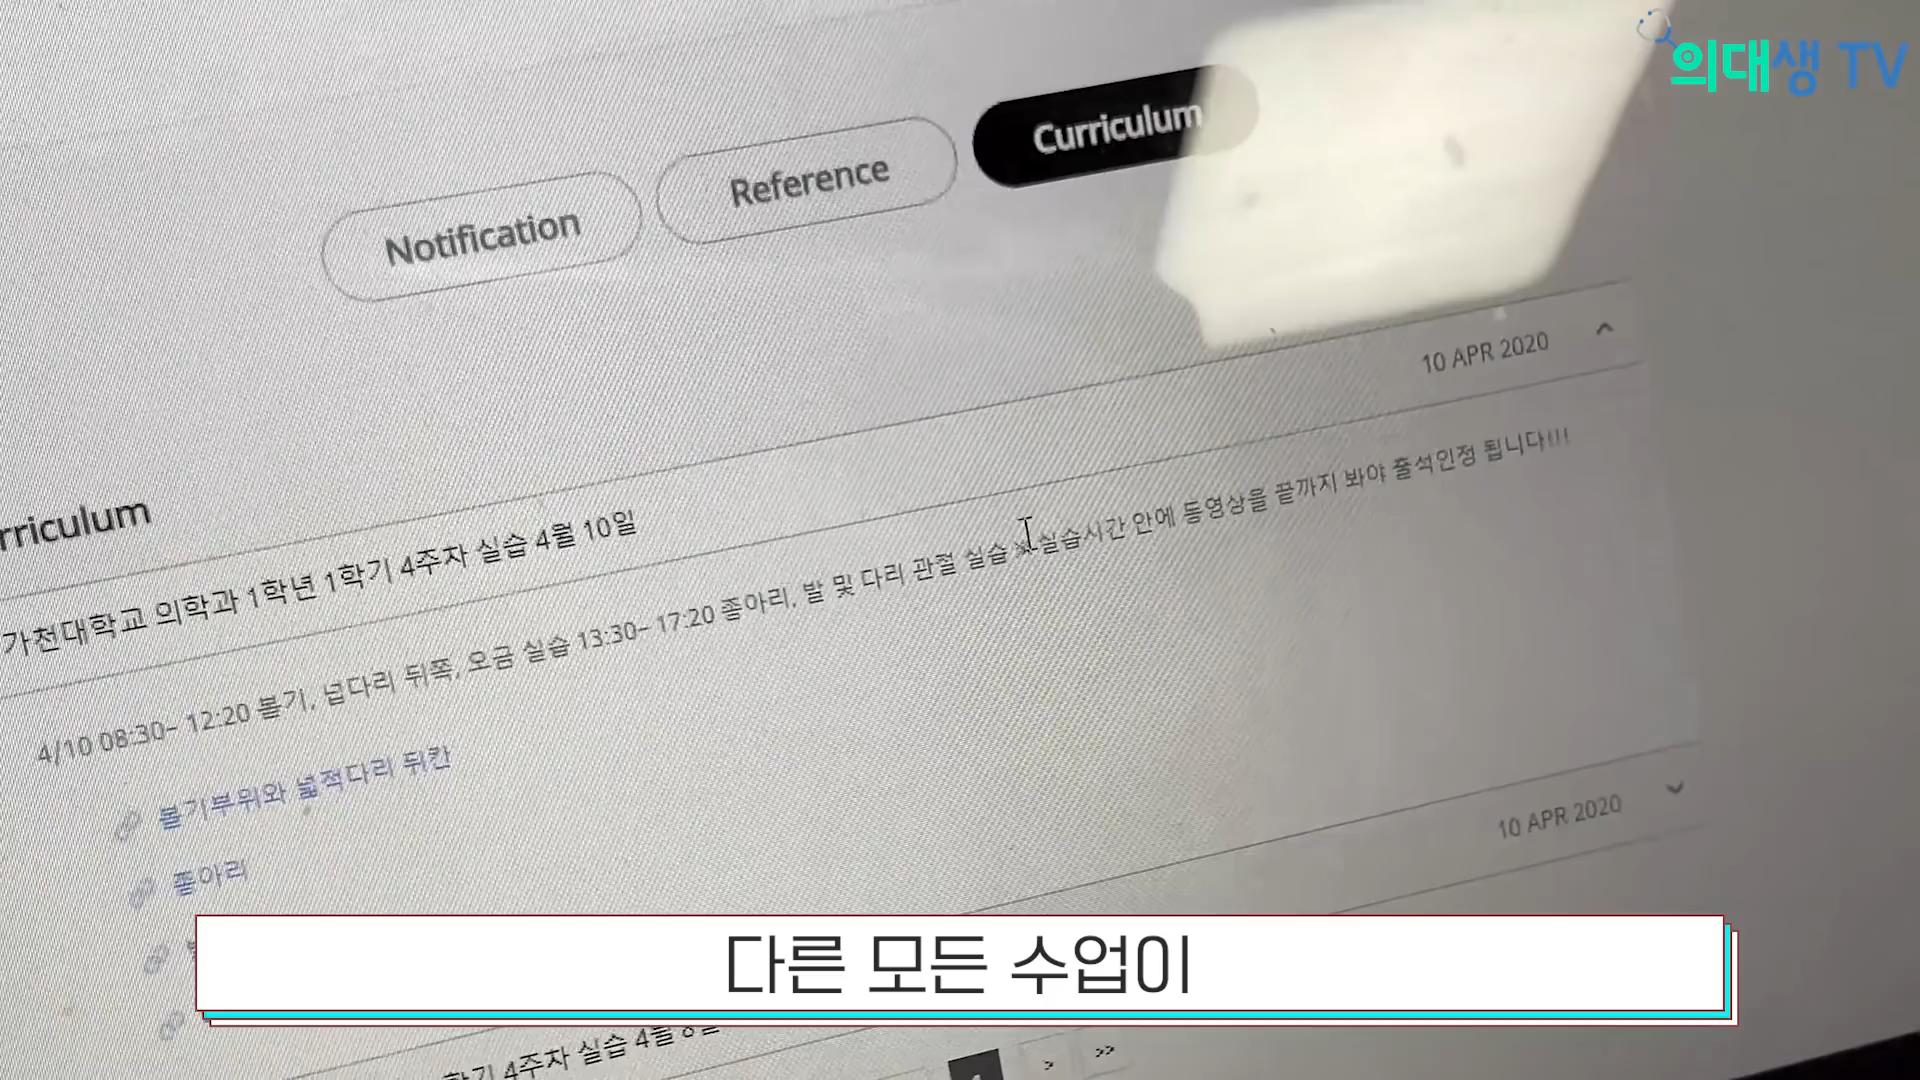 의대생 TV
Notification
Reference
Curriculum
rriculum
가천대학교 의학과 1학년 1학기 4주차 실습 4월 10일
10 APR 2020
4/10 08:30- 12:20 볼기, 넙다리 뒤쪽, 오금 실습 13:30- 17:20 종아리, 발 및 다리 관절 실습 ※실습시간 안에 동영상을 끝까지 봐야 출석인정 됩니다!!!
볼기부위와 넓적다리 뒤칸
종아리
10 APR 2020
4주차 실습 4월
다른 모든 수업이